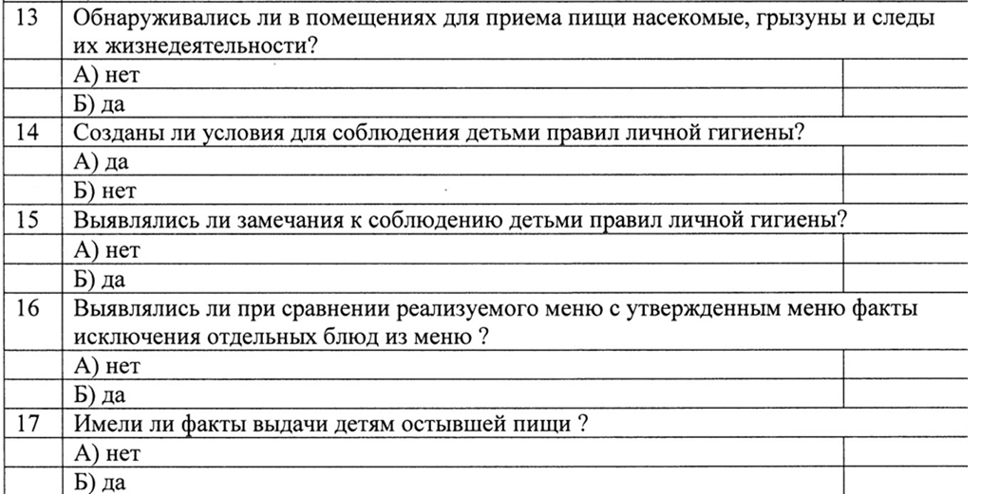 13 Обнаруживались ли в помещениях для приема пищи насекомые, грызуны и следы
их жизнедеятельности?
А) нет
Б) да
14 Созданы ли условия для соблюдения детьми правил личной гигиены?
А) да
Б) нет
15 Выявлялись ли замечания к соблюдению детьми правил личной гигиены?
А) нет
Б) да
16 Выявлялись ли при сравнении реализуемого меню с утвержденным меню факты
исключения отдельных блюд из меню ?
А) нет
Б) да
17 Имели ли факты выдачи детям остывшей пищи ?
А) нет
Б) да